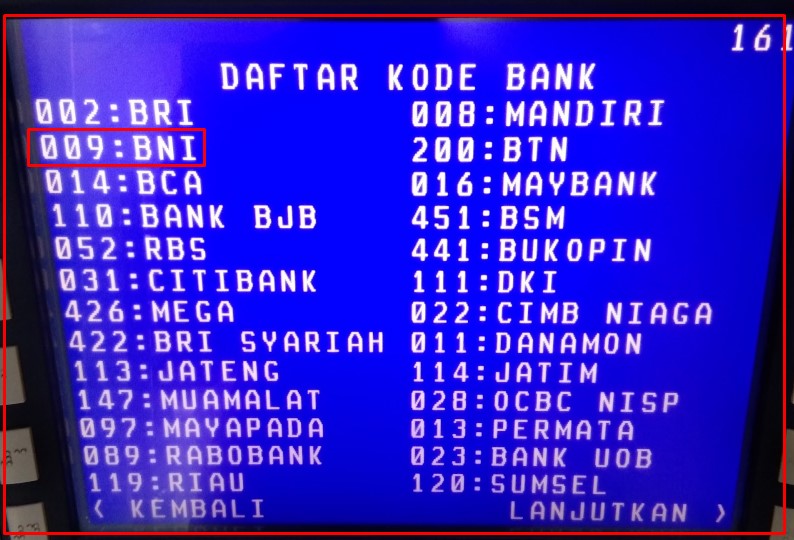 161
DAFTAR KODE BANK
002:BRI 008:MANDIRI
009:BNI 200:BTN
014:BCA 016:MAYBANK
110:BANK BJB 451:BSM
052:RBS 441:BUKOPIN
031:CITIBANK 111:DKI
426:MEGA 022:CIMB NIAGA
422:BRI SYARIAH 011:DANAMON
113:JATENG 114:JATIM
147:MUAMALAT 028:OCBC NISP
097:MAYAPADA 013:PERMATA
089:RABOBANK 023:BANK UOB
119:RIAU 120:SUMSEL
< KEMBALI LANJUTKAN >